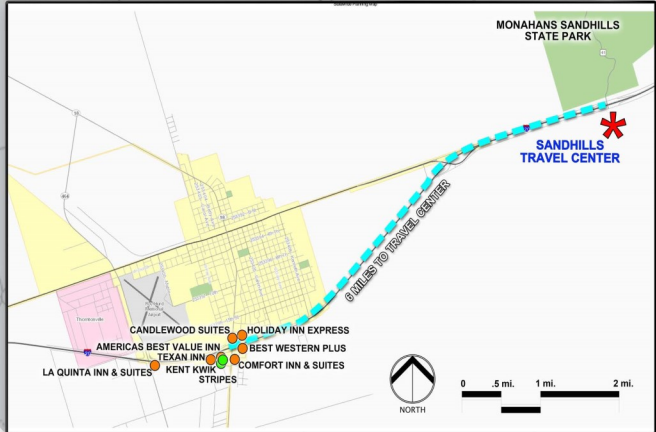 MONAHANS SANDHILLS
STATE PARK
SANDHILLS
TRAVEL CENTER
6 MILES TO TRAVEL CENTER
CANDLEWOOD SUITES
HOLIDAY INN EXPRESS
AMERICAS BEST VALUE INN
BEST WESTERN PLUS
TEXAN INN
COMFORT INN & SUITES
LA QUINTA INN & SUITES
KENT KWIK
STRIPES
NORTH
0 .5 mi. 1 mi. 2 mi.